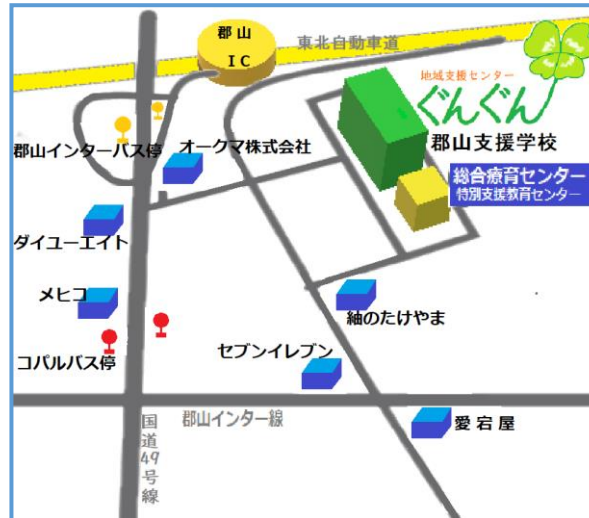 郡山
IC
東北自動車道
地域支援センター
ぐんぐん
郡山支援学校
総合療育センター
特別支援教育センター
オークマ株式会社
郡山インターバス停
ダイユーエイト
メヒコ
コパルバス停
紬のたけやま
セブンイレブン
郡山インター線
愛宕屋
国道49号線